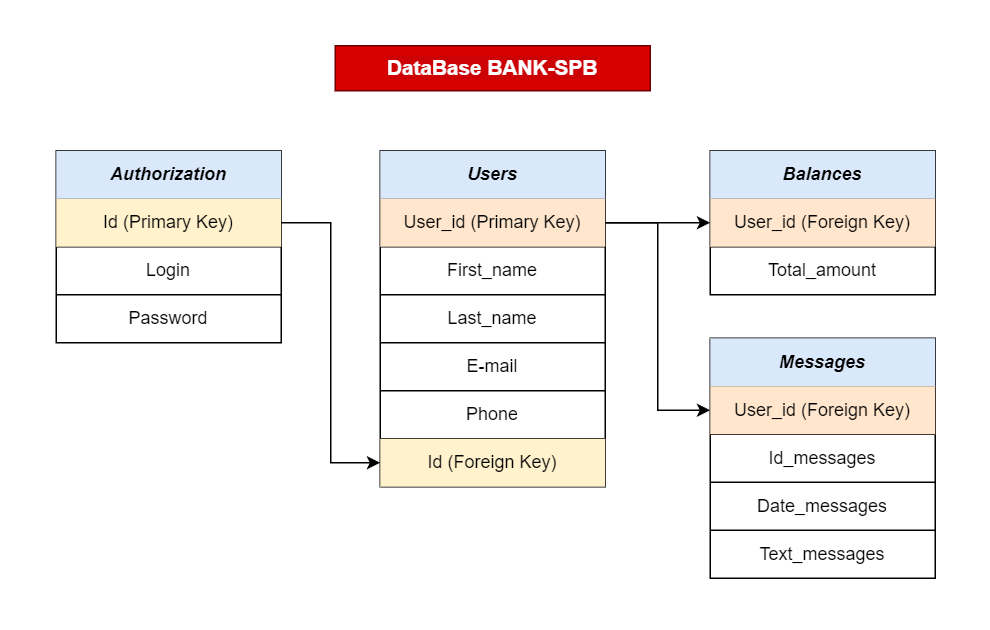 DataBase BANK-SPB
Authorization
Id (Primary Key)
Login
Password
Users
User_id (Primary Key)
First_name
Last_name
E-mail
Phone
Id (Foreign Key)
Balances
User_id (Foreign Key)
Total_amount
Messages
User_id (Foreign Key)
Id_messages
Date_messages
Text_messages